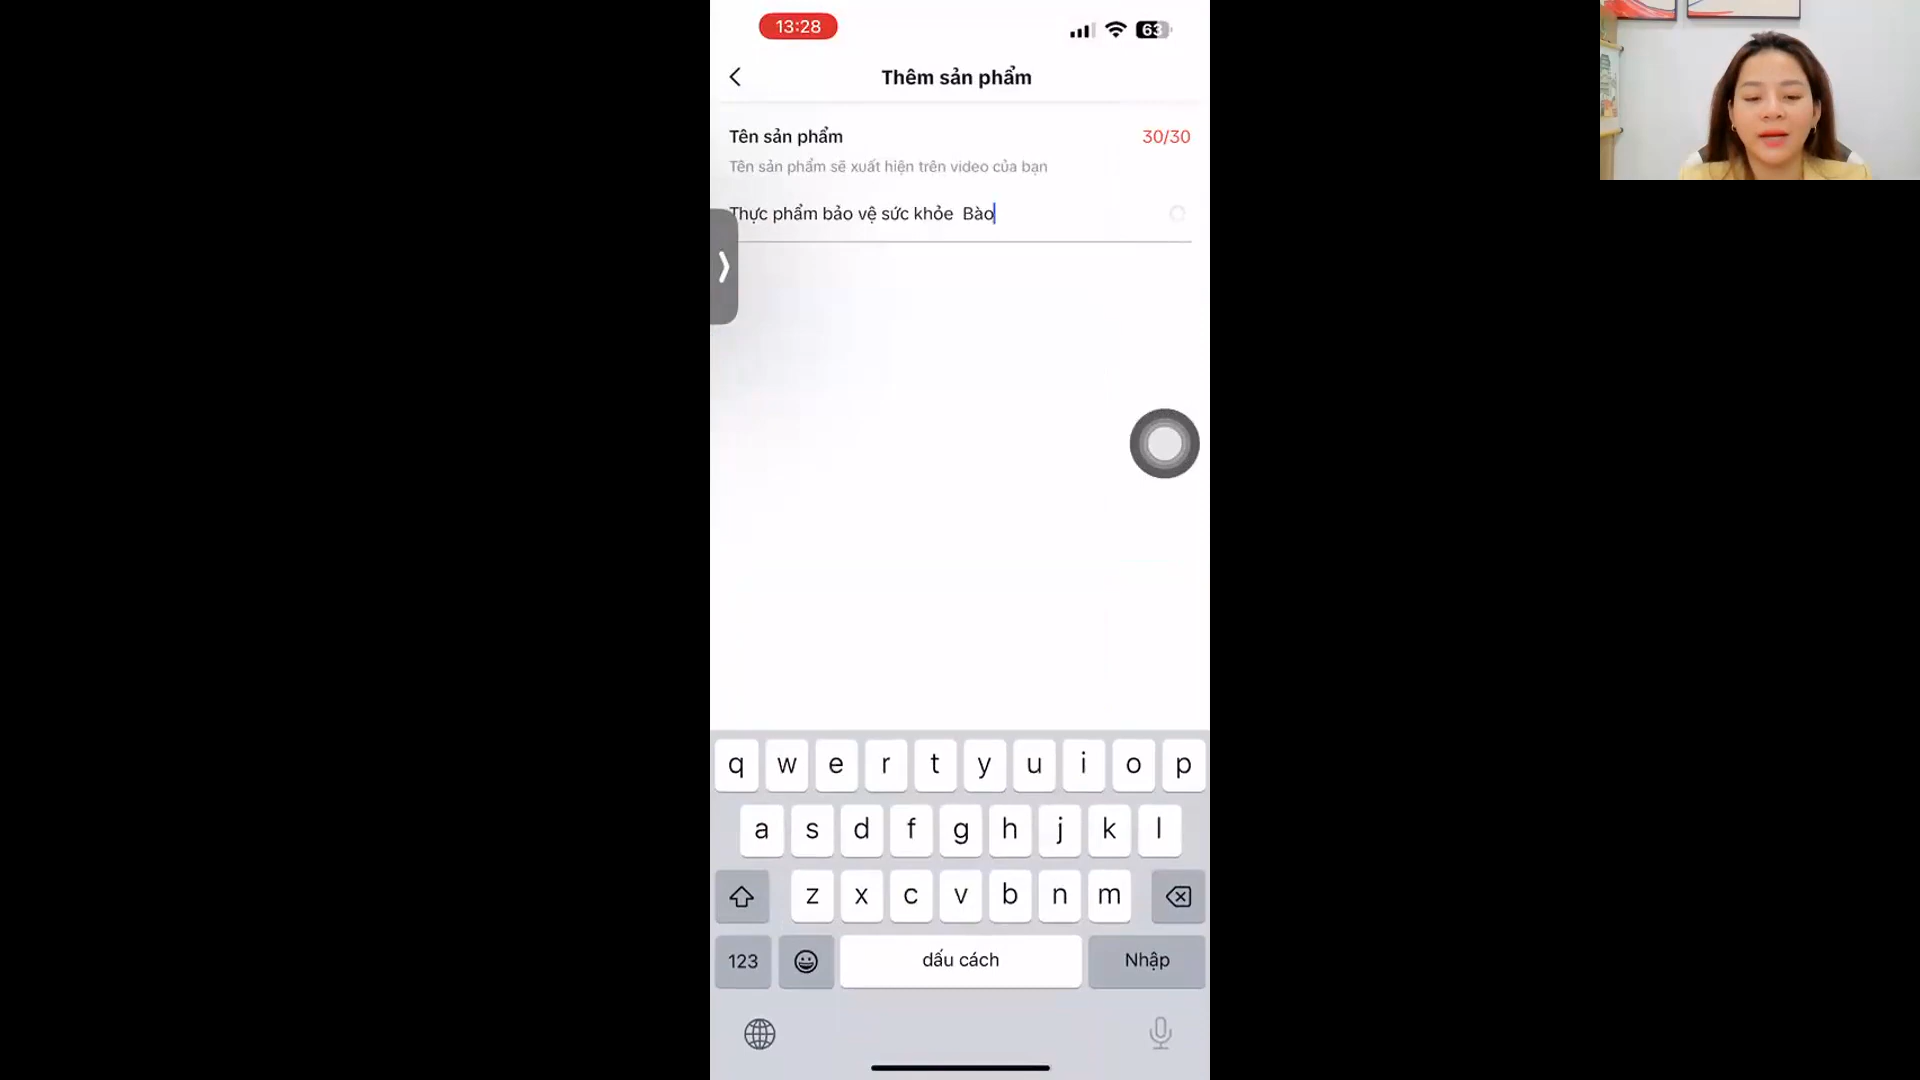 13:28
63
Thêm sản phẩm
Tên sản phẩm 30/30
Tên sản phẩm sẽ xuất hiện trên video của bạn
Thực phẩm bảo vệ sức khỏe  Bào
q w e r t y u i o p
a s d f g h j k l
z x c v b n m
123 dấu cách Nhập